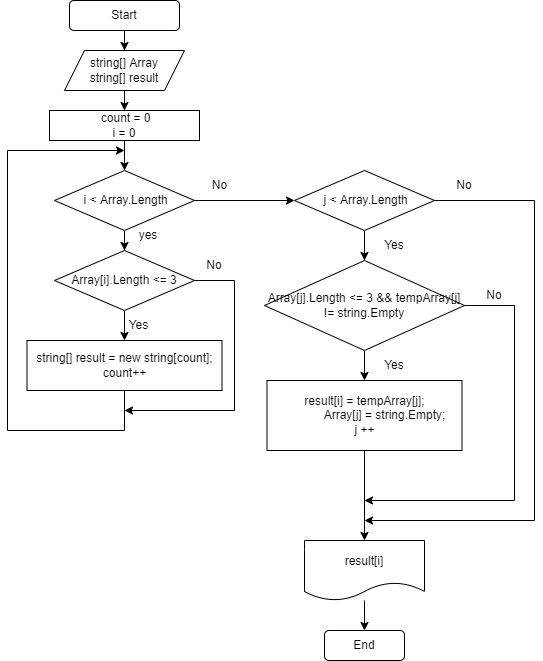 Start
string[] Array
string[] result
count = 0
i = 0
i < Array.Length
No
yes
Array[i].Length <= 3
No
Yes
string[] result = new string[count];
count++
j < Array.Length
No
Yes
Array[j].Length <= 3 && tempArray[j]
!= string.Empty
No
Yes
result[i] = tempArray[j];
Array[j] = string.Empty;
j ++
result[i]
End